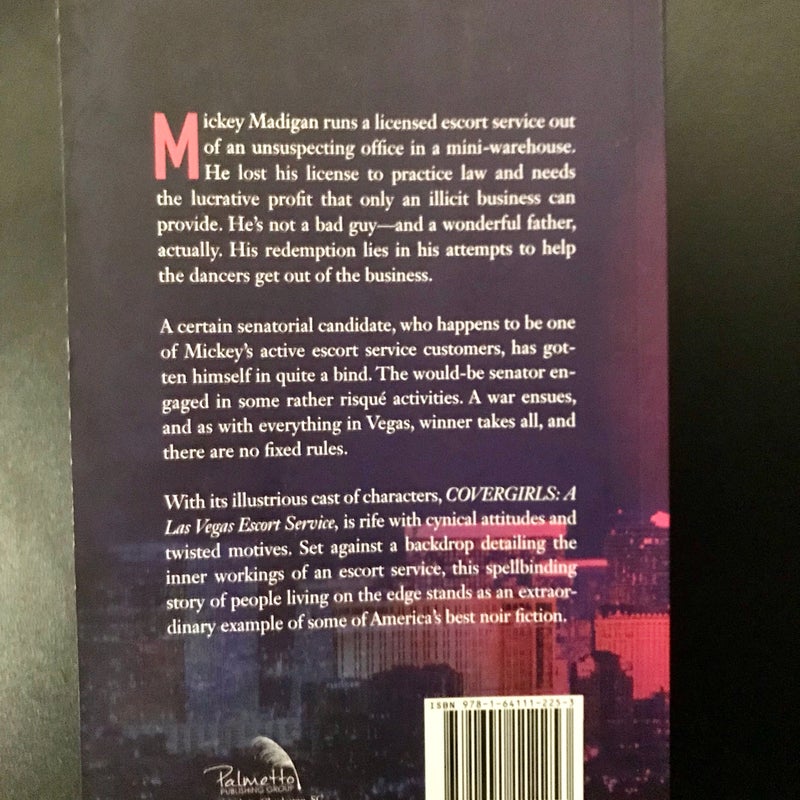 Mickey Madigan runs a licensed escort service out
of an unsuspecting office in a mini-warehouse.
He lost his license to practice law and needs
the lucrative profit that only an illicit business can
provide. He's not a bad guy—and a wonderful father,
actually. His redemption lies in his attempts to help
the dancers get out of the business.
A certain senatorial candidate, who happens to be one
of Mickey's active escort service customers, has got-
ten himself in quite a bind. The would-be senator en-
gaged in some rather risqué activities. A war ensues,
and as with everything in Vegas, winner takes all, and
there are no fixed rules.
With its illustrious cast of characters, COVERGIRLS: A
Las Vegas Escort Service, is rife with cynical attitudes and
twisted motives. Set against a backdrop detailing the
inner workings of an escort service, this spellbinding
story of people living on the edge stands as an extraor-
dinary example of some of America's best noir fiction.
ISBN 978-1-64111-225-3
Palmetto
PUBLISHING GROUP